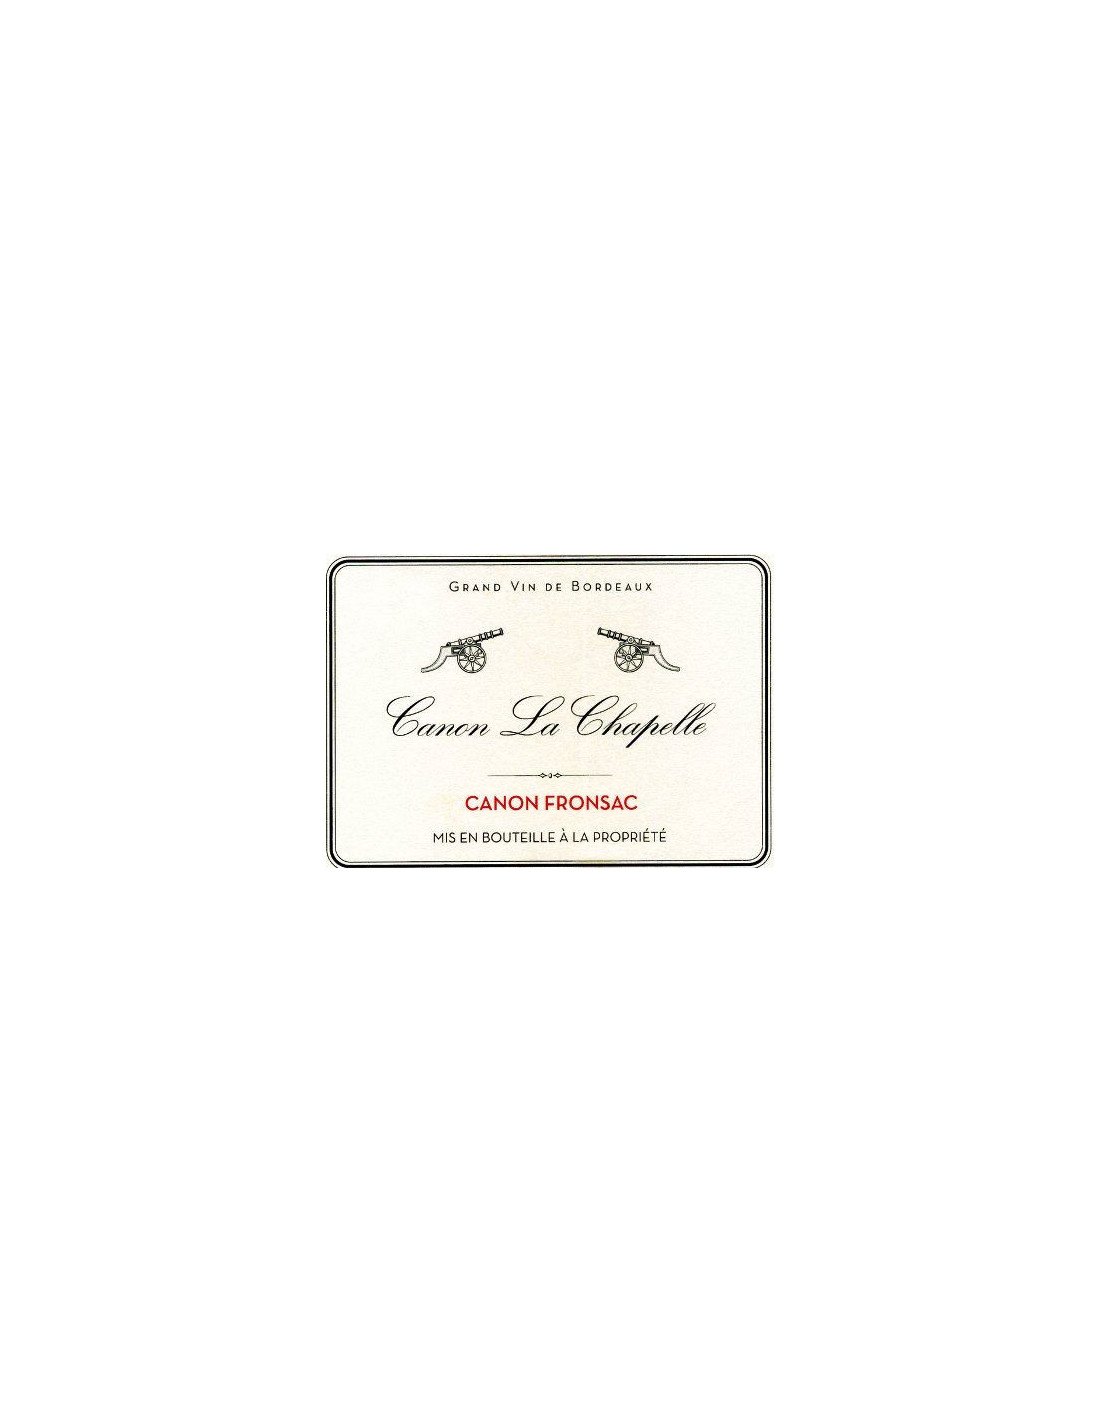 GRAND VIN DE BORDEAUX
Canon La Chapelle
CANON FRONSAC
MIS EN BOUTEILLE À LA PROPRIÉTÉ